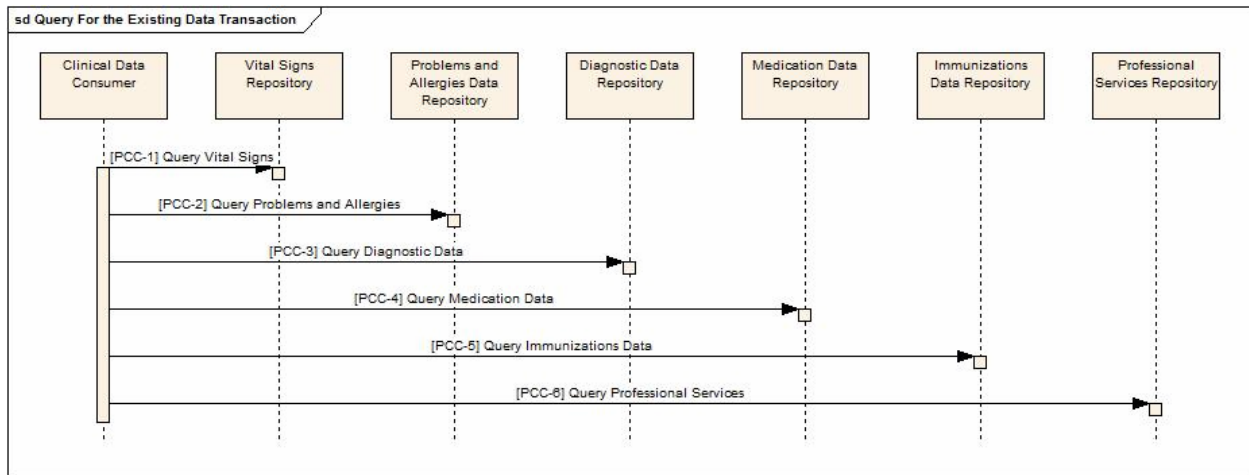 sd Query For the Existing Data Transaction
Clinical Data
Consumer
Vital Signs
Repository
Problems and
Allergies Data
Repository
Diagnostic Data
Repository
Medication Data
Repository
Immunizations
Data Repository
Professional
Services Repository
[PCC-1] Query Vital Signs
[PCC-2] Query Problems and Allergies
[PCC-3] Query Diagnostic Data
[PCC-4] Query Medication Data
[PCC-5] Query Immunizations Data
[PCC-6] Query Professional Services